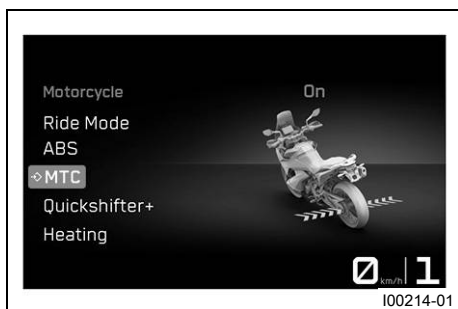 Motorcycle
On
Ride Mode
ABS
MTC
Quickshifter+
Heating
0 km/h 1
I00214-01